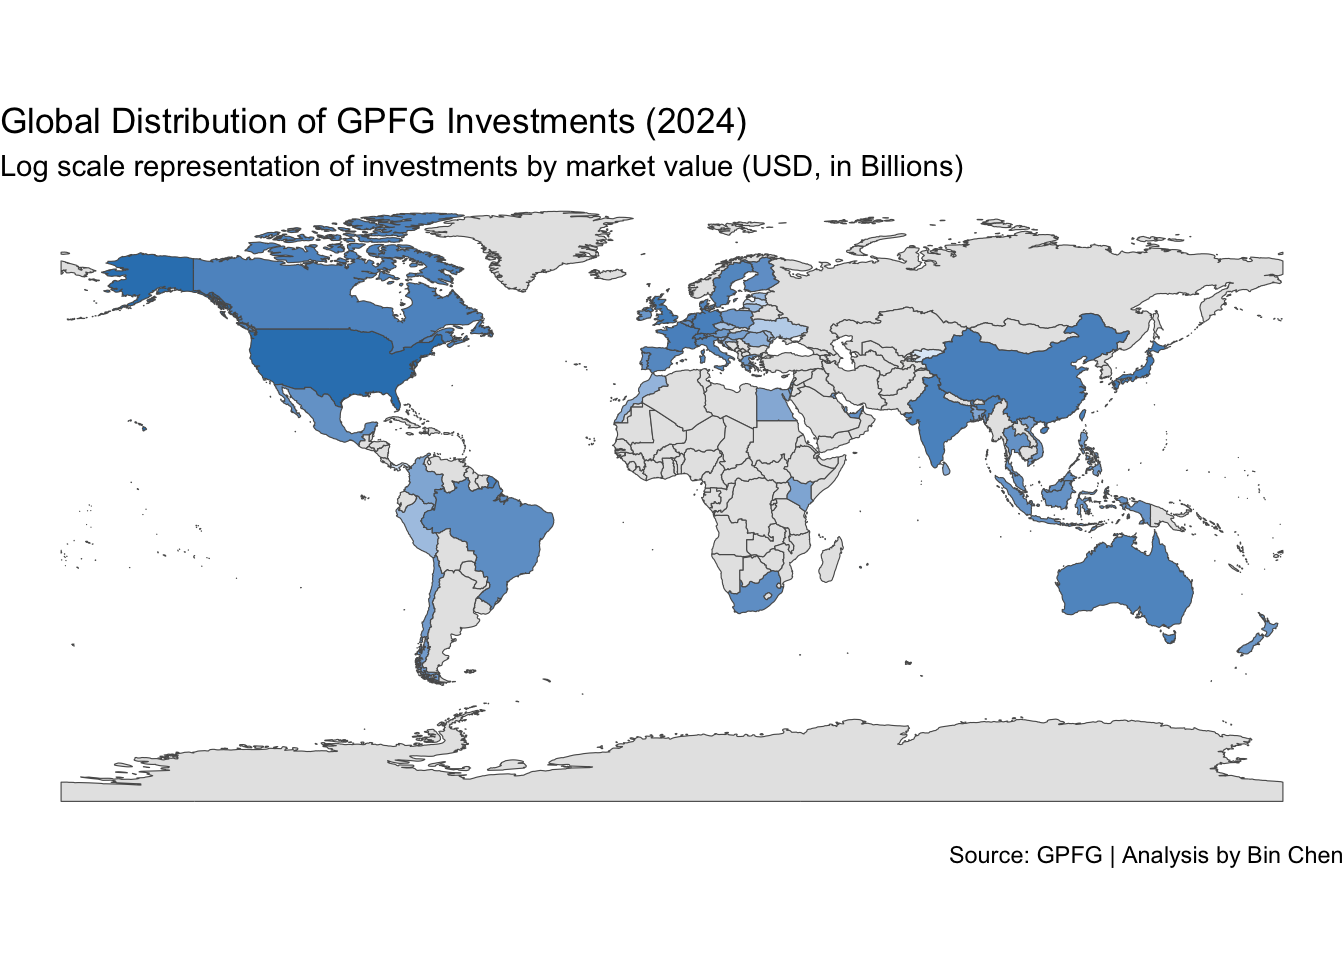 Global Distribution of GPFG Investments (2024)
Log scale representation of investments by market value (USD, in Billions)
Source: GPFG | Analysis by Bin Chen